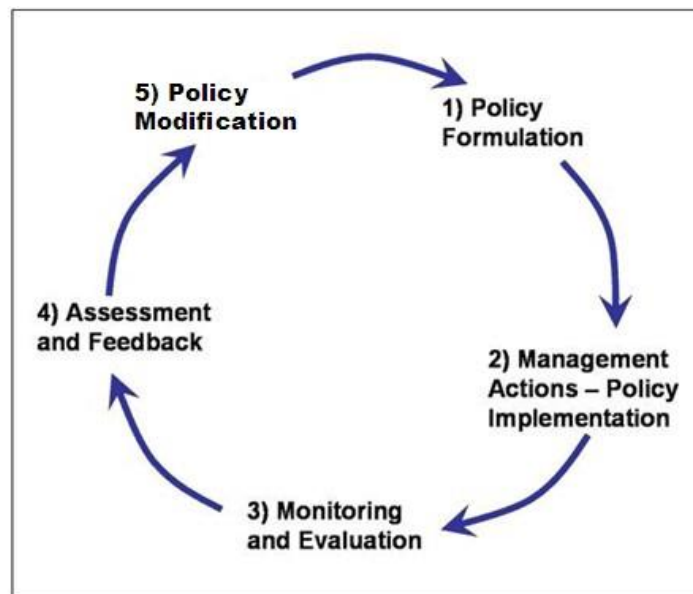 1) Policy
Formulation
2) Management
Actions – Policy
Implementation
3) Monitoring
and Evaluation
4) Assessment
and Feedback
5) Policy
Modification